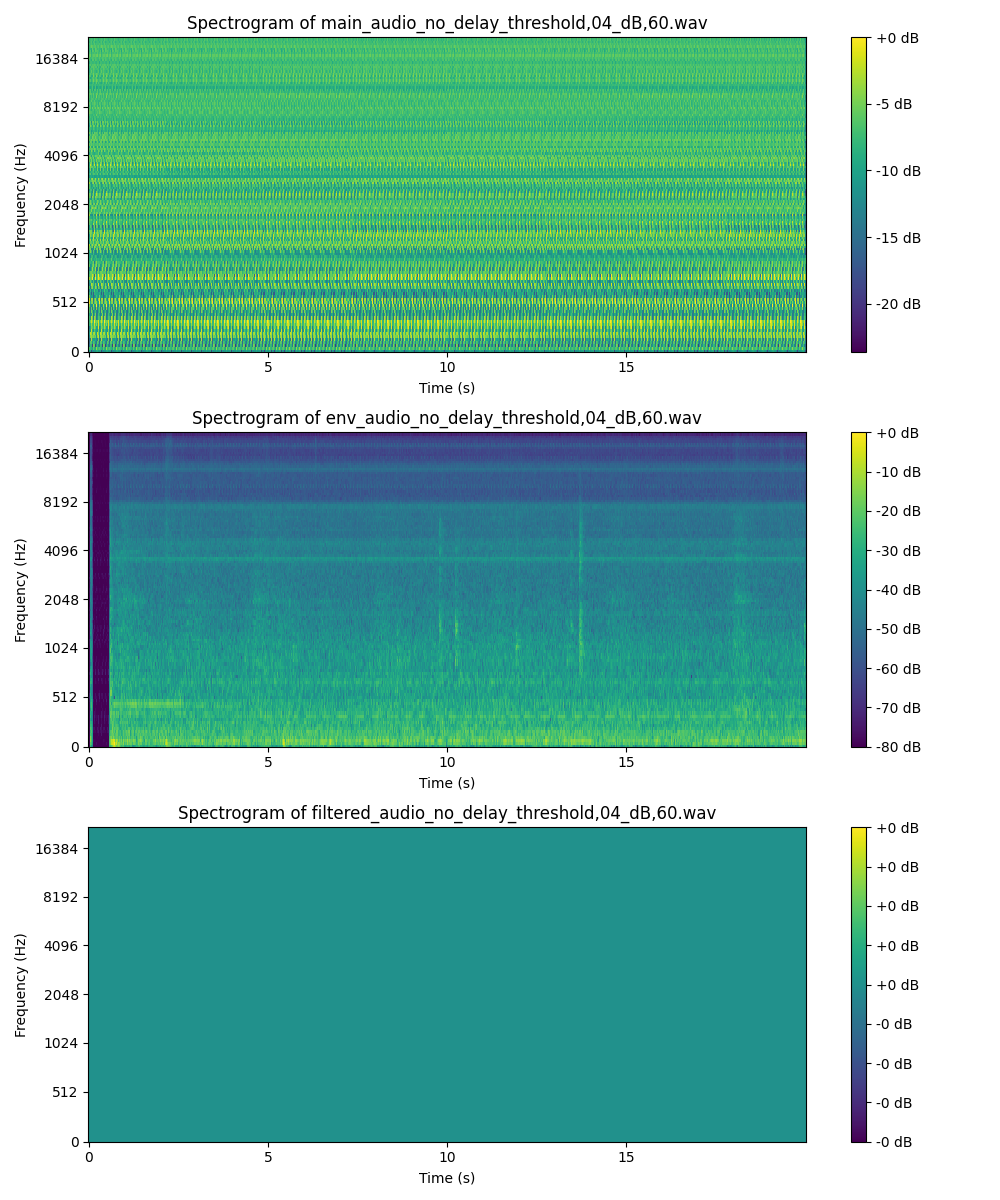 Spectrogram of main_audio_no_delay_threshold,04_dB,60.wav
16384
8192
4096
2048
1024
512
0
Frequency (Hz)
0 5 10 15
Time (s)
+0 dB
-5 dB
-10 dB
-15 dB
-20 dB
Spectrogram of env_audio_no_delay_threshold,04_dB,60.wav
16384
8192
4096
2048
1024
512
0
Frequency (Hz)
0 5 10 15
Time (s)
+0 dB
-10 dB
-20 dB
-30 dB
-40 dB
-50 dB
-60 dB
-70 dB
-80 dB
Spectrogram of filtered_audio_no_delay_threshold,04_dB,60.wav
16384
8192
4096
2048
1024
512
0
Frequency (Hz)
0 5 10 15
Time (s)
+0 dB
+0 dB
+0 dB
+0 dB
+0 dB
-0 dB
-0 dB
-0 dB
-0 dB